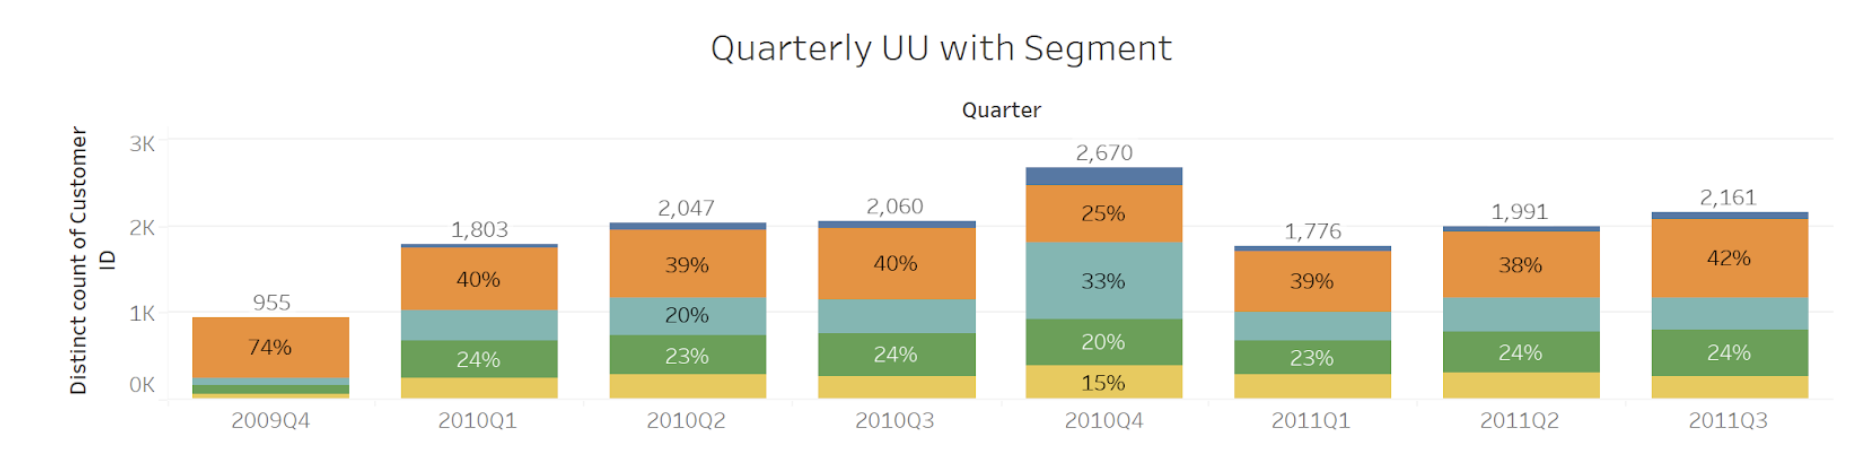 Quarterly UU with Segment
Quarter
Distinct count of Customer
ID
3K
2K
1K
0K
955
74%
1,803
40%
24%
2,047
39%
20%
23%
2,060
40%
24%
2,670
25%
33%
20%
15%
1,776
39%
23%
1,991
38%
24%
2,161
42%
24%
2009Q4 2010Q1 2010Q2 2010Q3 2010Q4 2011Q1 2011Q2 2011Q3